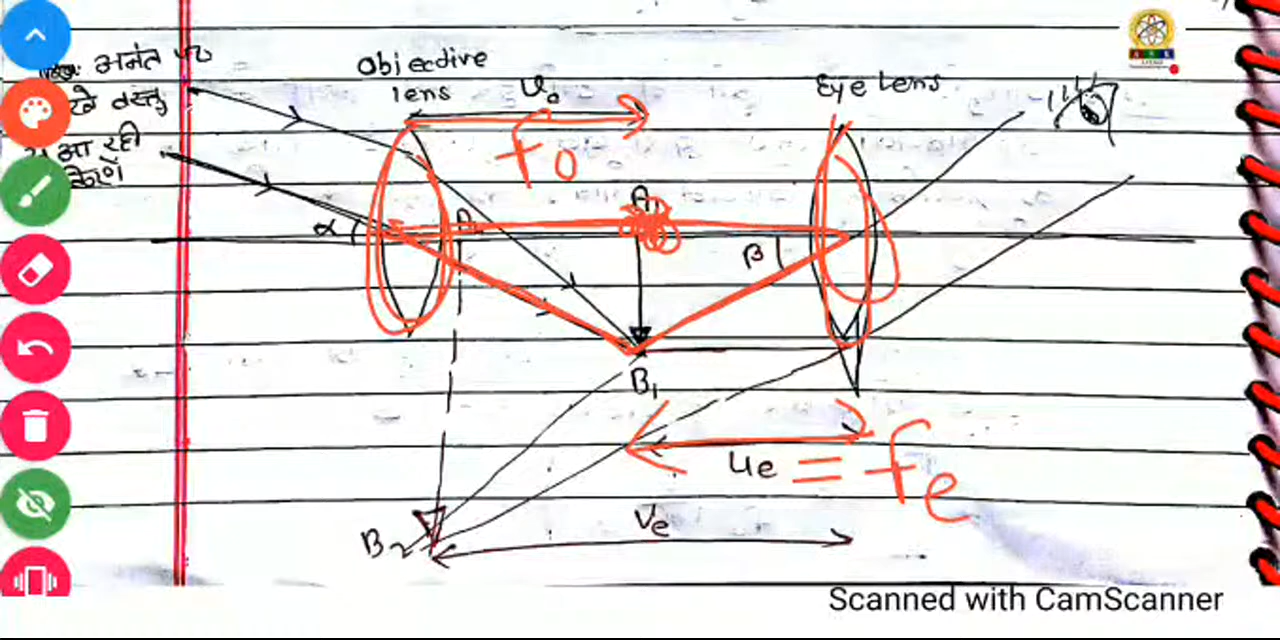 अनंत पर
रखे वस्तु
से आ रही
किरणें
Objective
lens
u₀
f₀
Eye Lens
α
A
A₁
β
B₁
ue = fe
Ve
B₂
Scanned with CamScanner